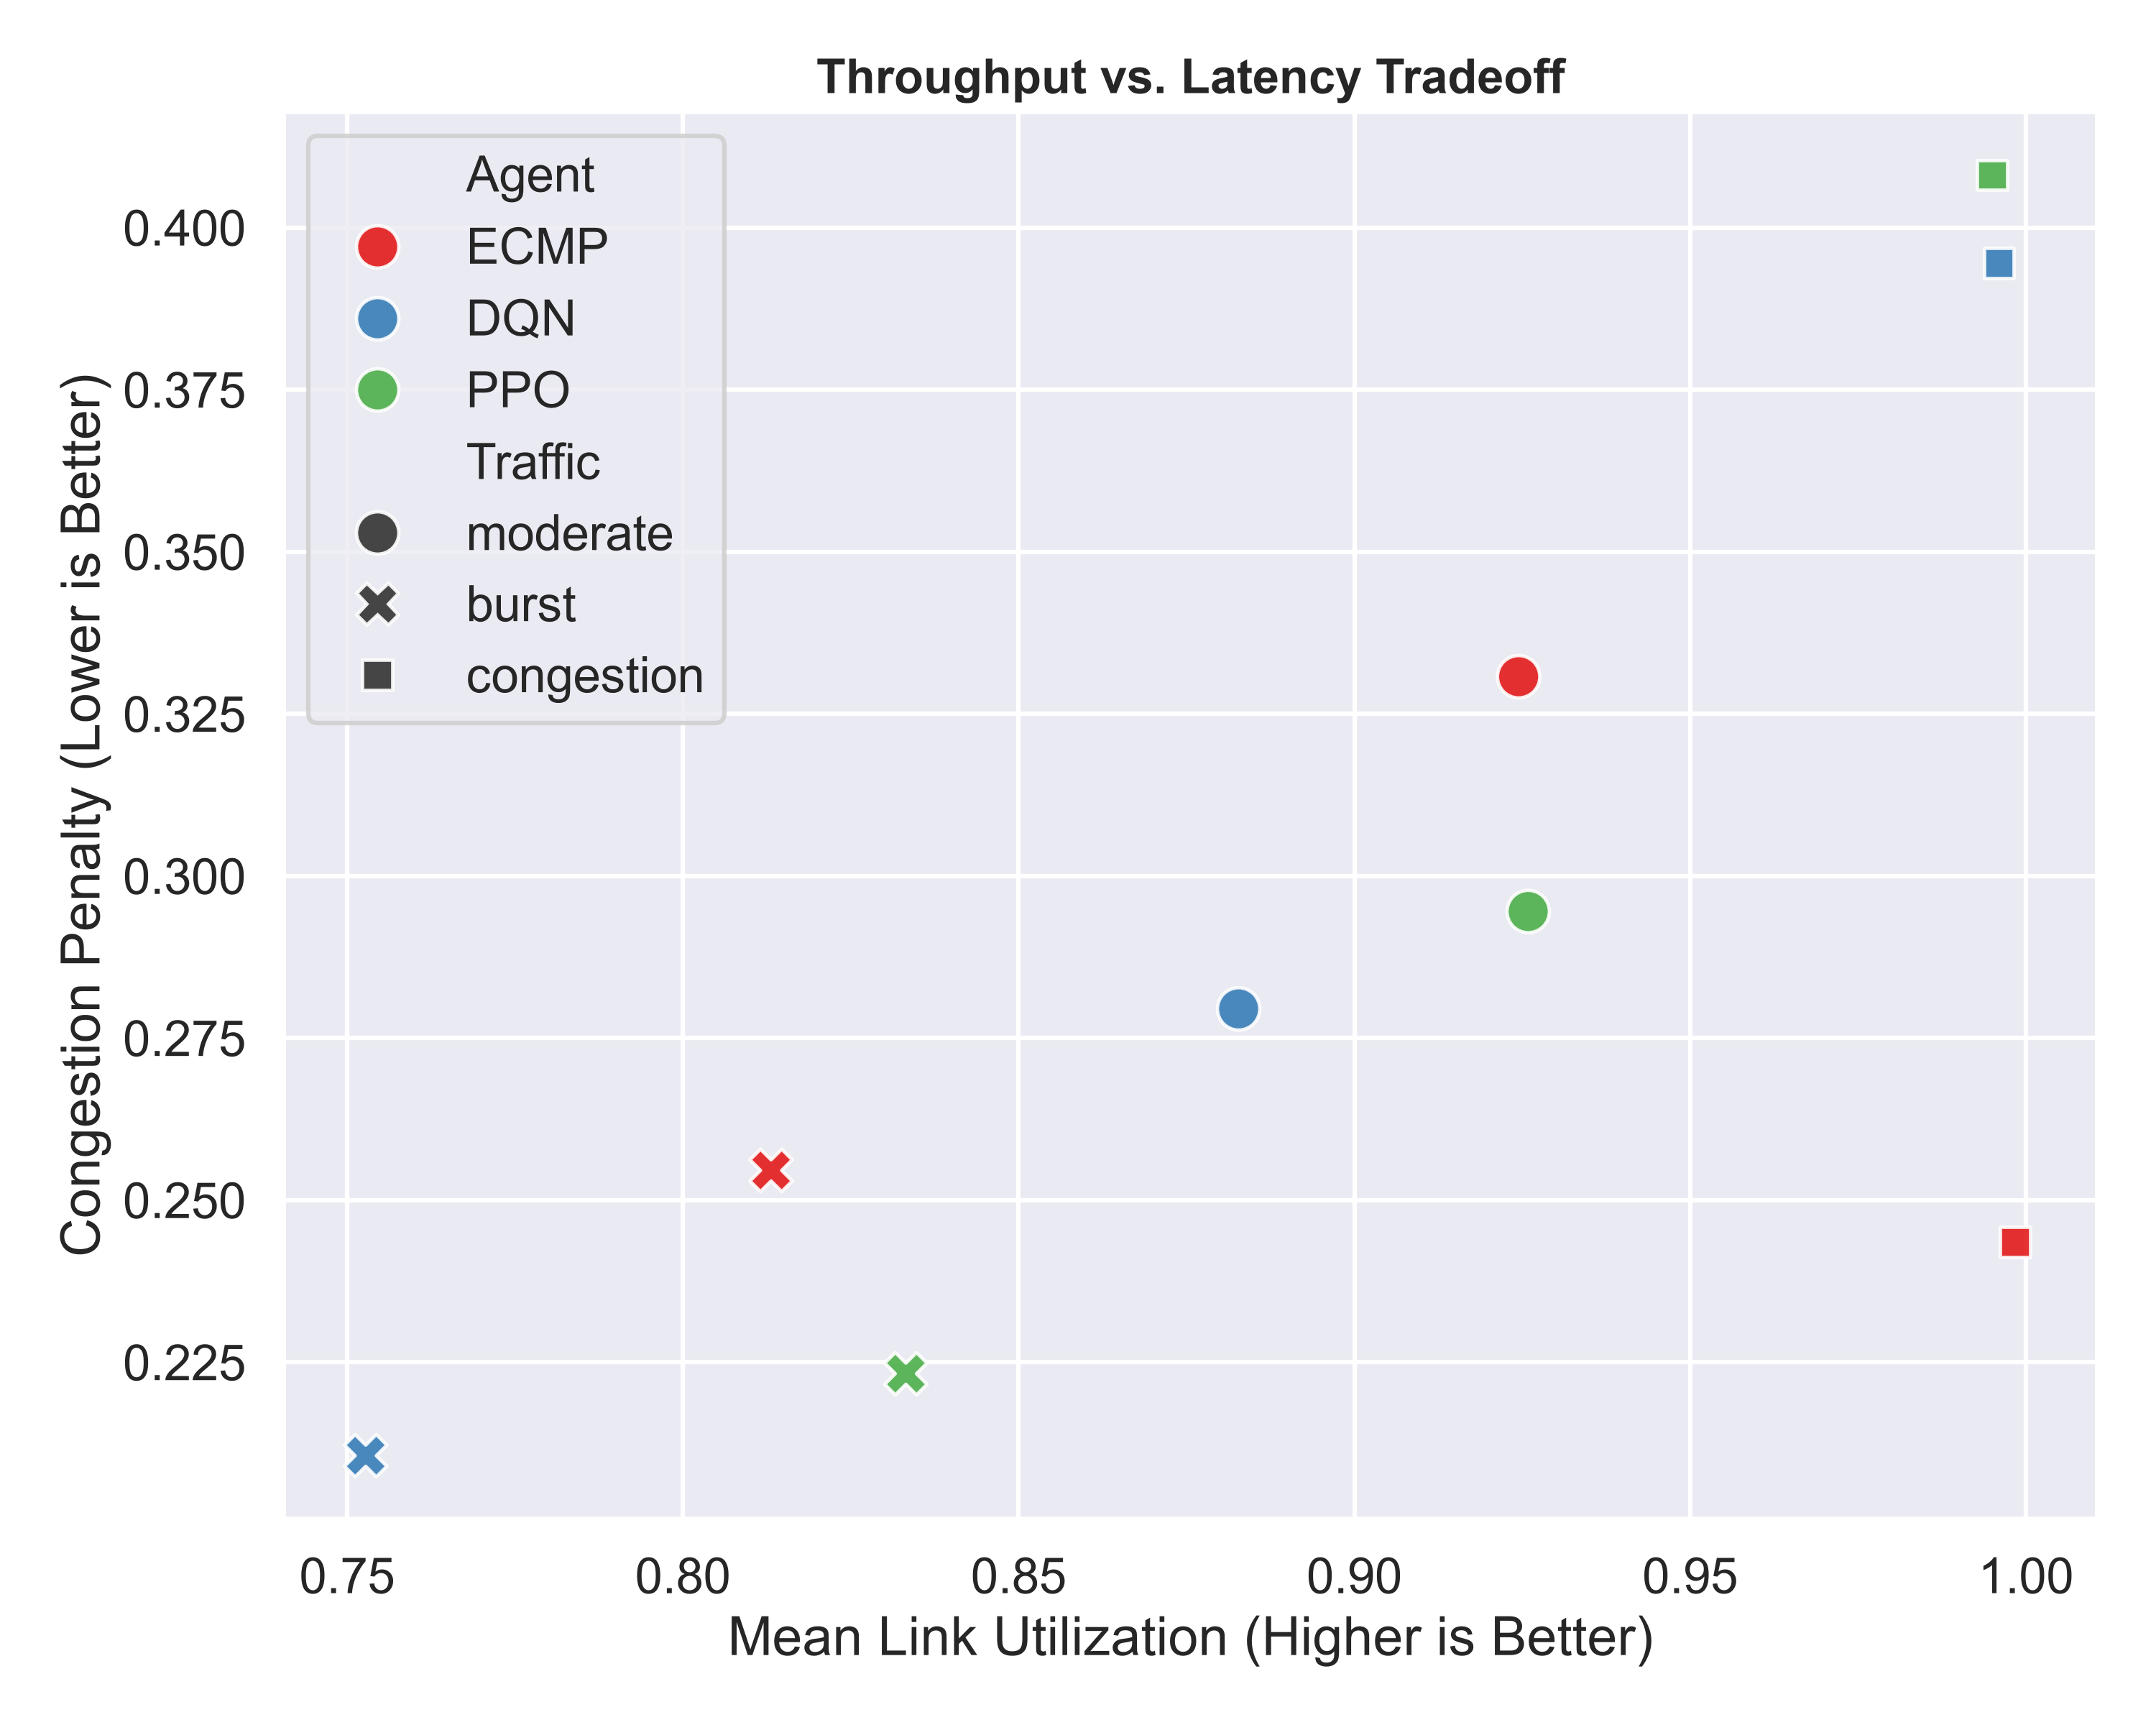 Throughput vs. Latency Tradeoff
Agent
ECMP
DQN
PPO
Traffic
moderate
burst
congestion
Congestion Penalty (Lower is Better)
0.400
0.375
0.350
0.325
0.300
0.275
0.250
0.225
0.75
0.80
0.85
0.90
0.95
1.00
Mean Link Utilization (Higher is Better)